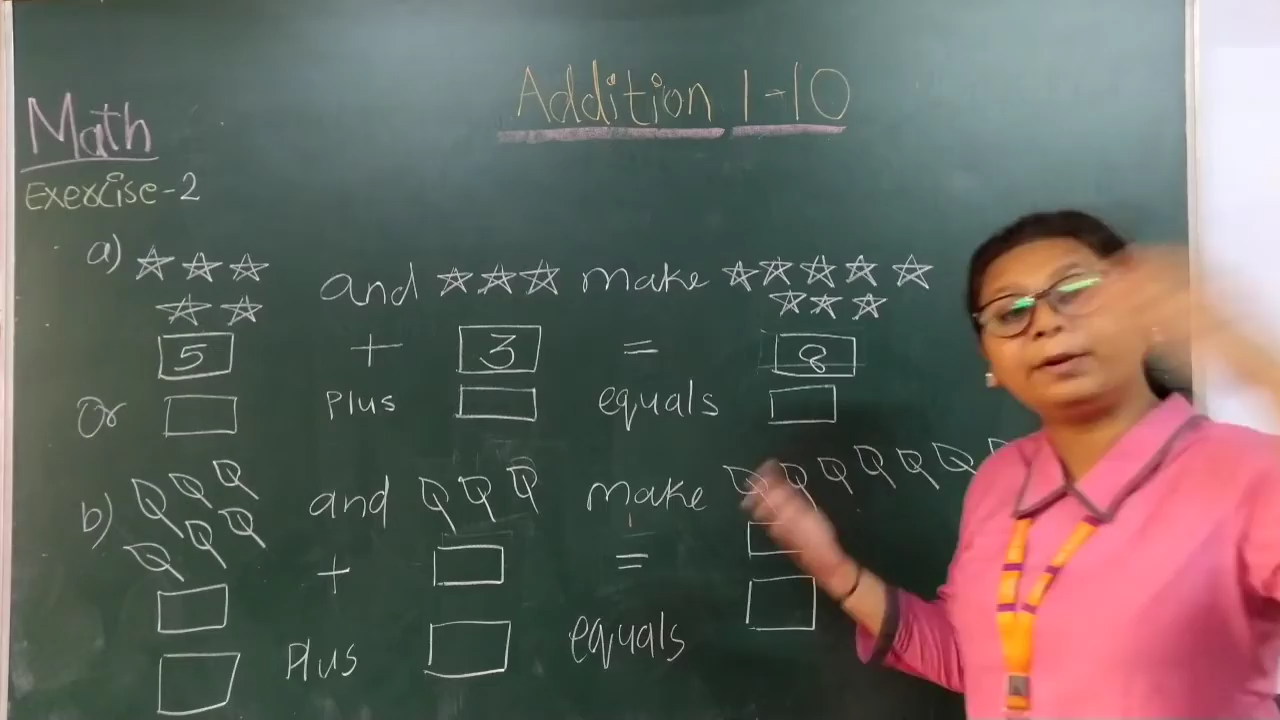 Addition 1-10
Math
Exercise-2
a) and make
5 + 3 = 8
Or plus equals
b) and make
+ =
Plus equals